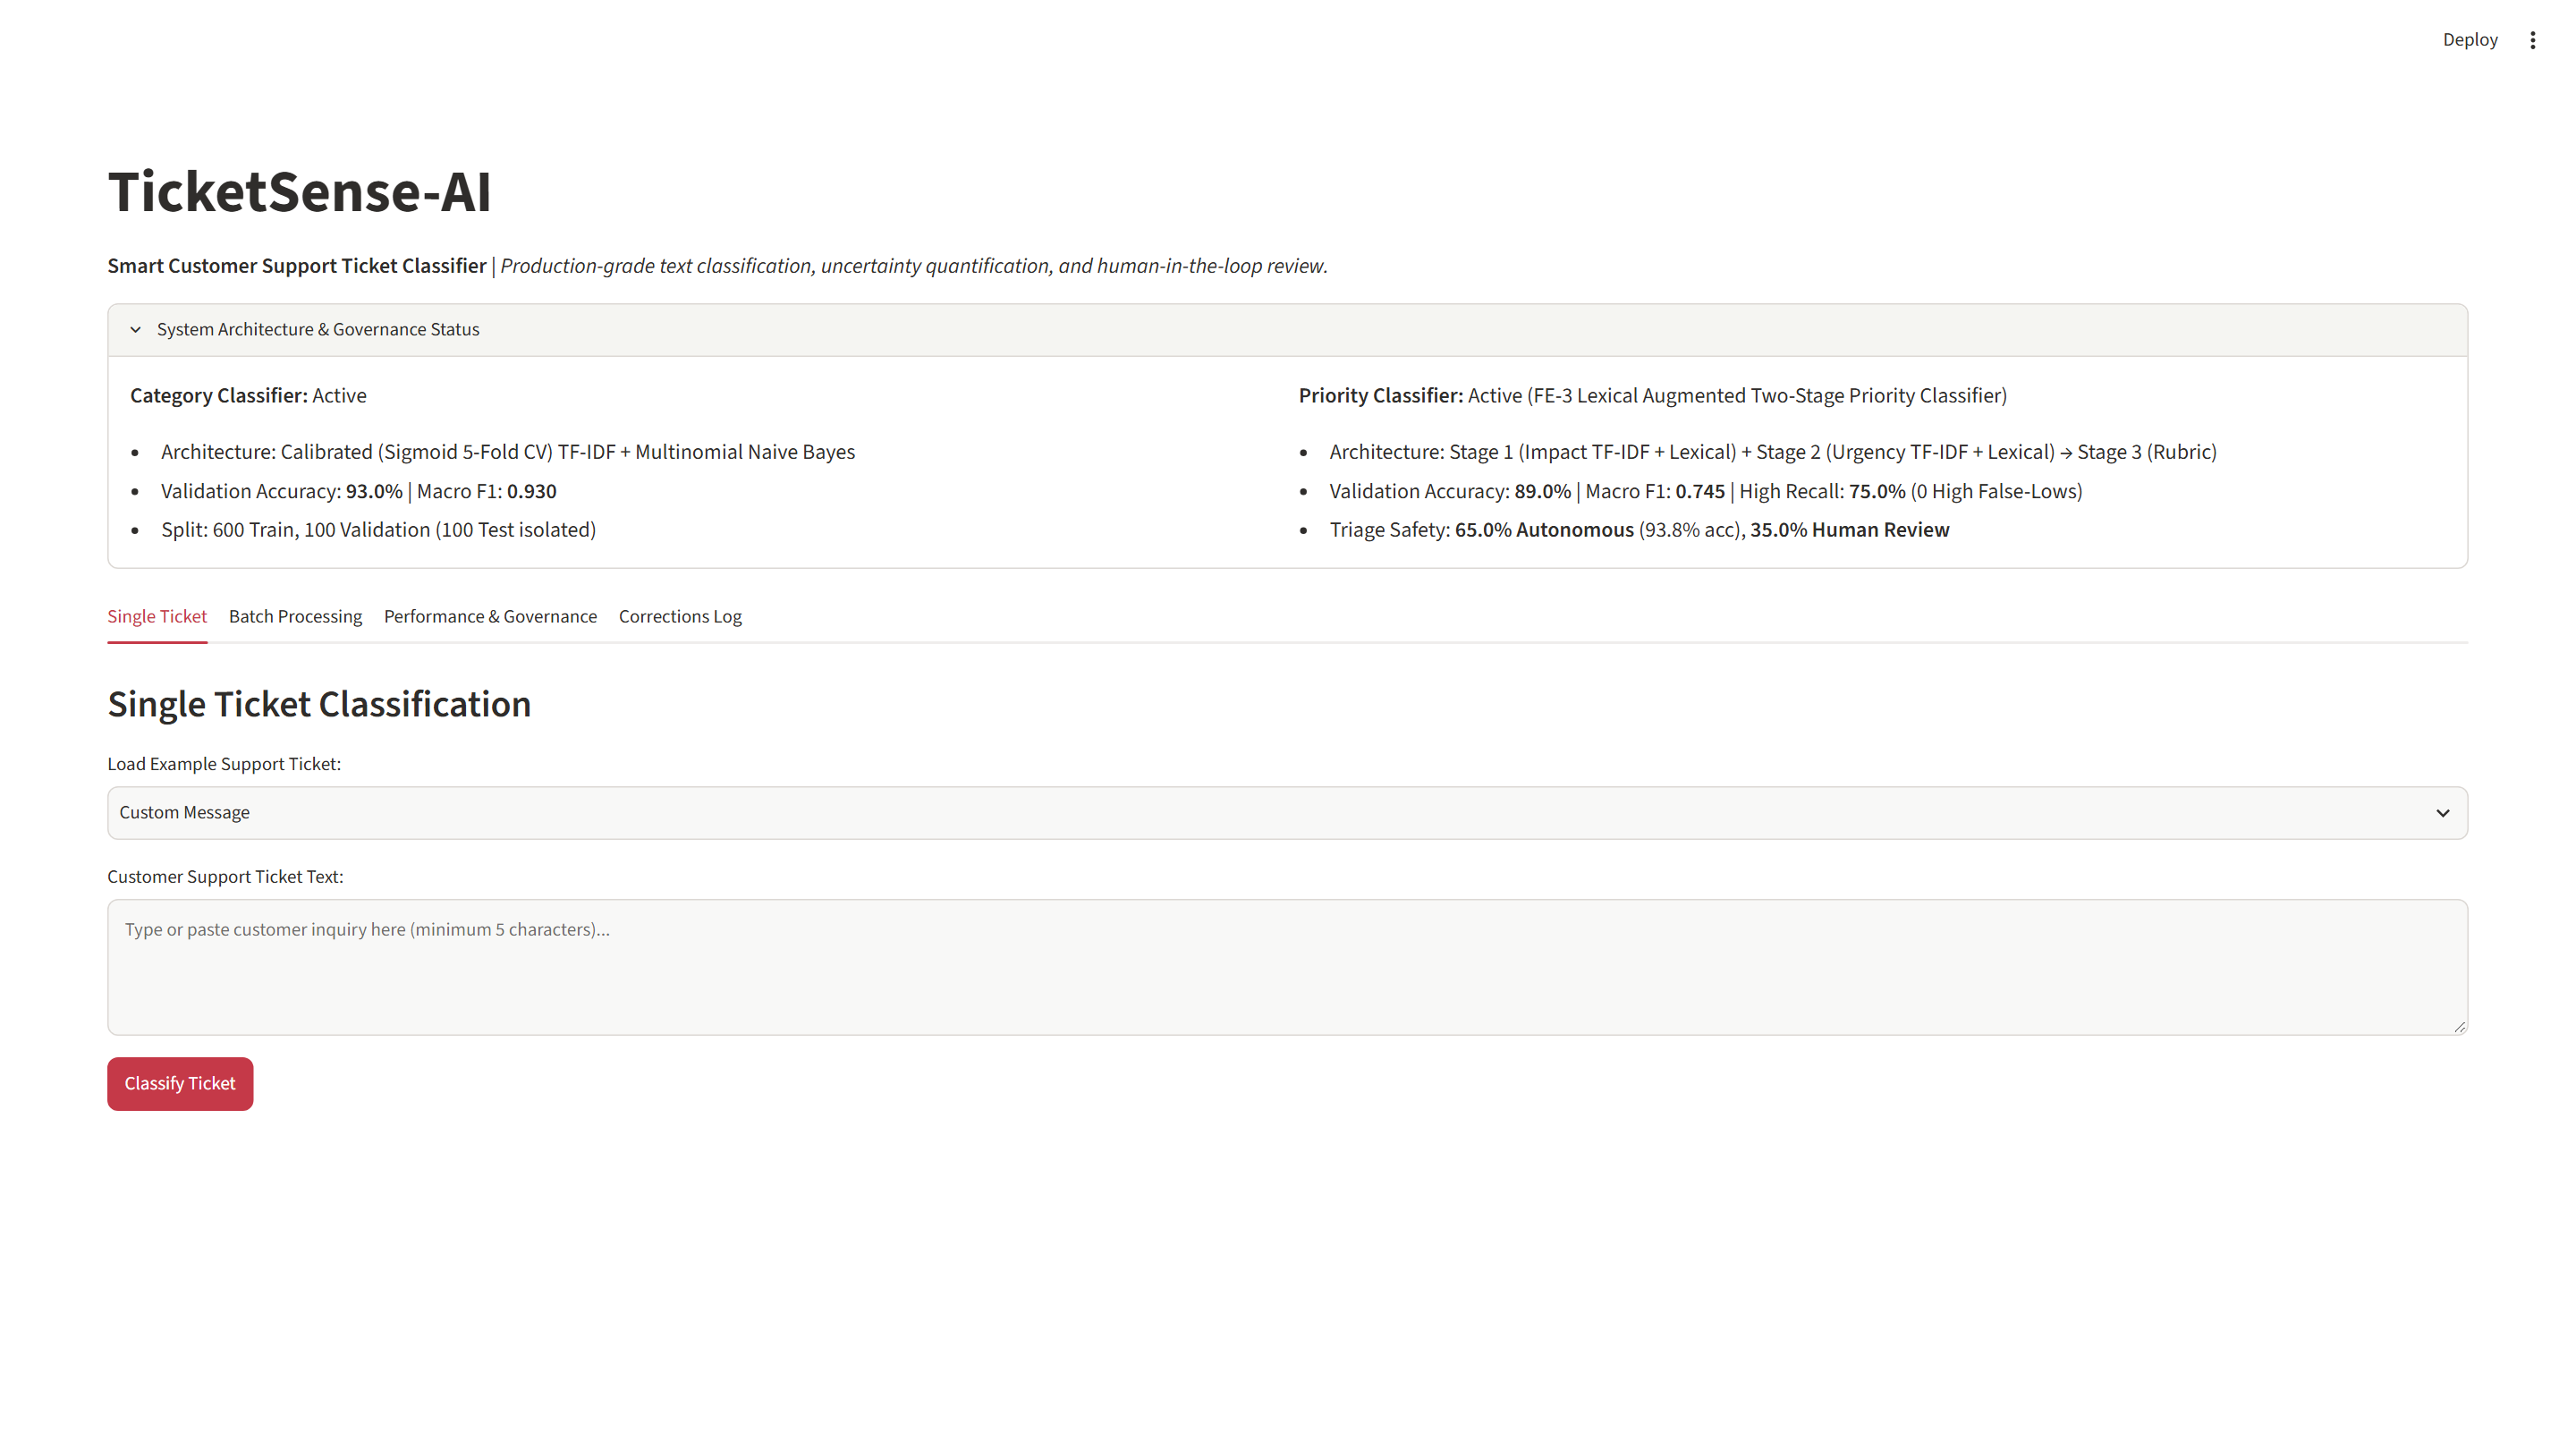 Deploy
TicketSense-AI
Smart Customer Support Ticket Classifier | Production-grade text classification, uncertainty quantification, and human-in-the-loop review.
System Architecture & Governance Status
Category Classifier: Active
• Architecture: Calibrated (Sigmoid 5-Fold CV) TF-IDF + Multinomial Naive Bayes
• Validation Accuracy: 93.0% | Macro F1: 0.930
• Split: 600 Train, 100 Validation (100 Test isolated)
Priority Classifier: Active (FE-3 Lexical Augmented Two-Stage Priority Classifier)
• Architecture: Stage 1 (Impact TF-IDF + Lexical) + Stage 2 (Urgency TF-IDF + Lexical) → Stage 3 (Rubric)
• Validation Accuracy: 89.0% | Macro F1: 0.745 | High Recall: 75.0% (0 High False-Lows)
• Triage Safety: 65.0% Autonomous (93.8% acc), 35.0% Human Review
Single Ticket Batch Processing Performance & Governance Corrections Log
Single Ticket Classification
Load Example Support Ticket:
Custom Message
Customer Support Ticket Text:
Type or paste customer inquiry here (minimum 5 characters)...
Classify Ticket